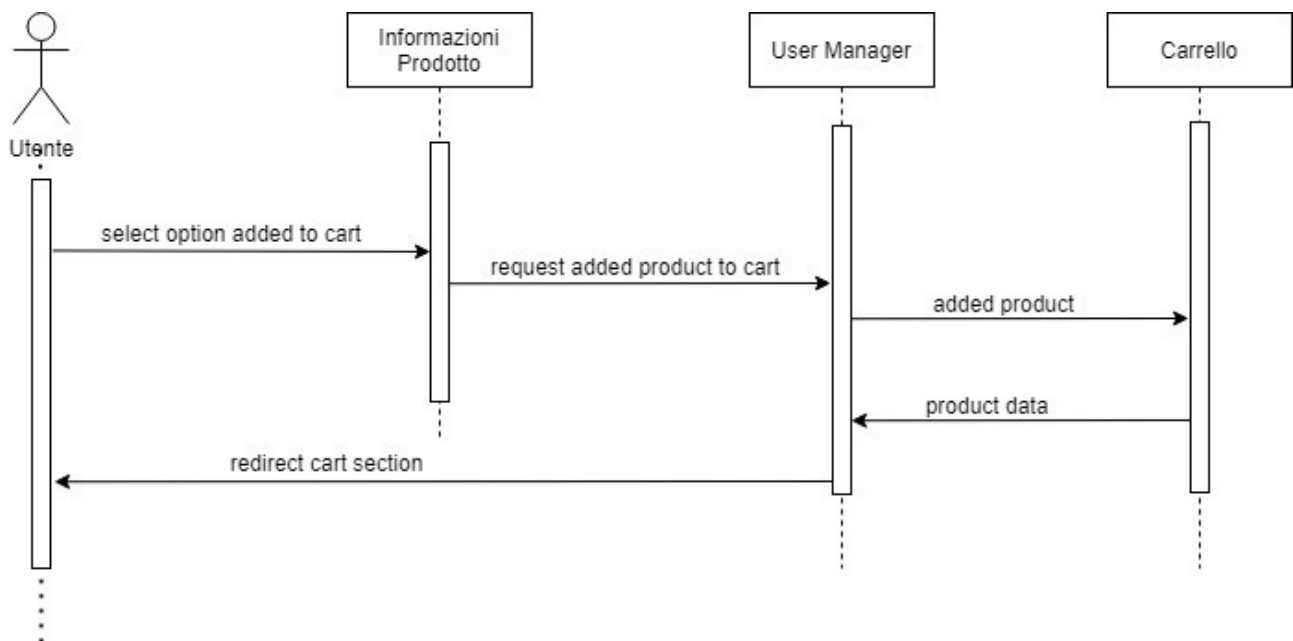 Informazioni
Prodotto
User Manager
Carrello
Utente
select option added to cart
request added product to cart
added product
product data
redirect cart section